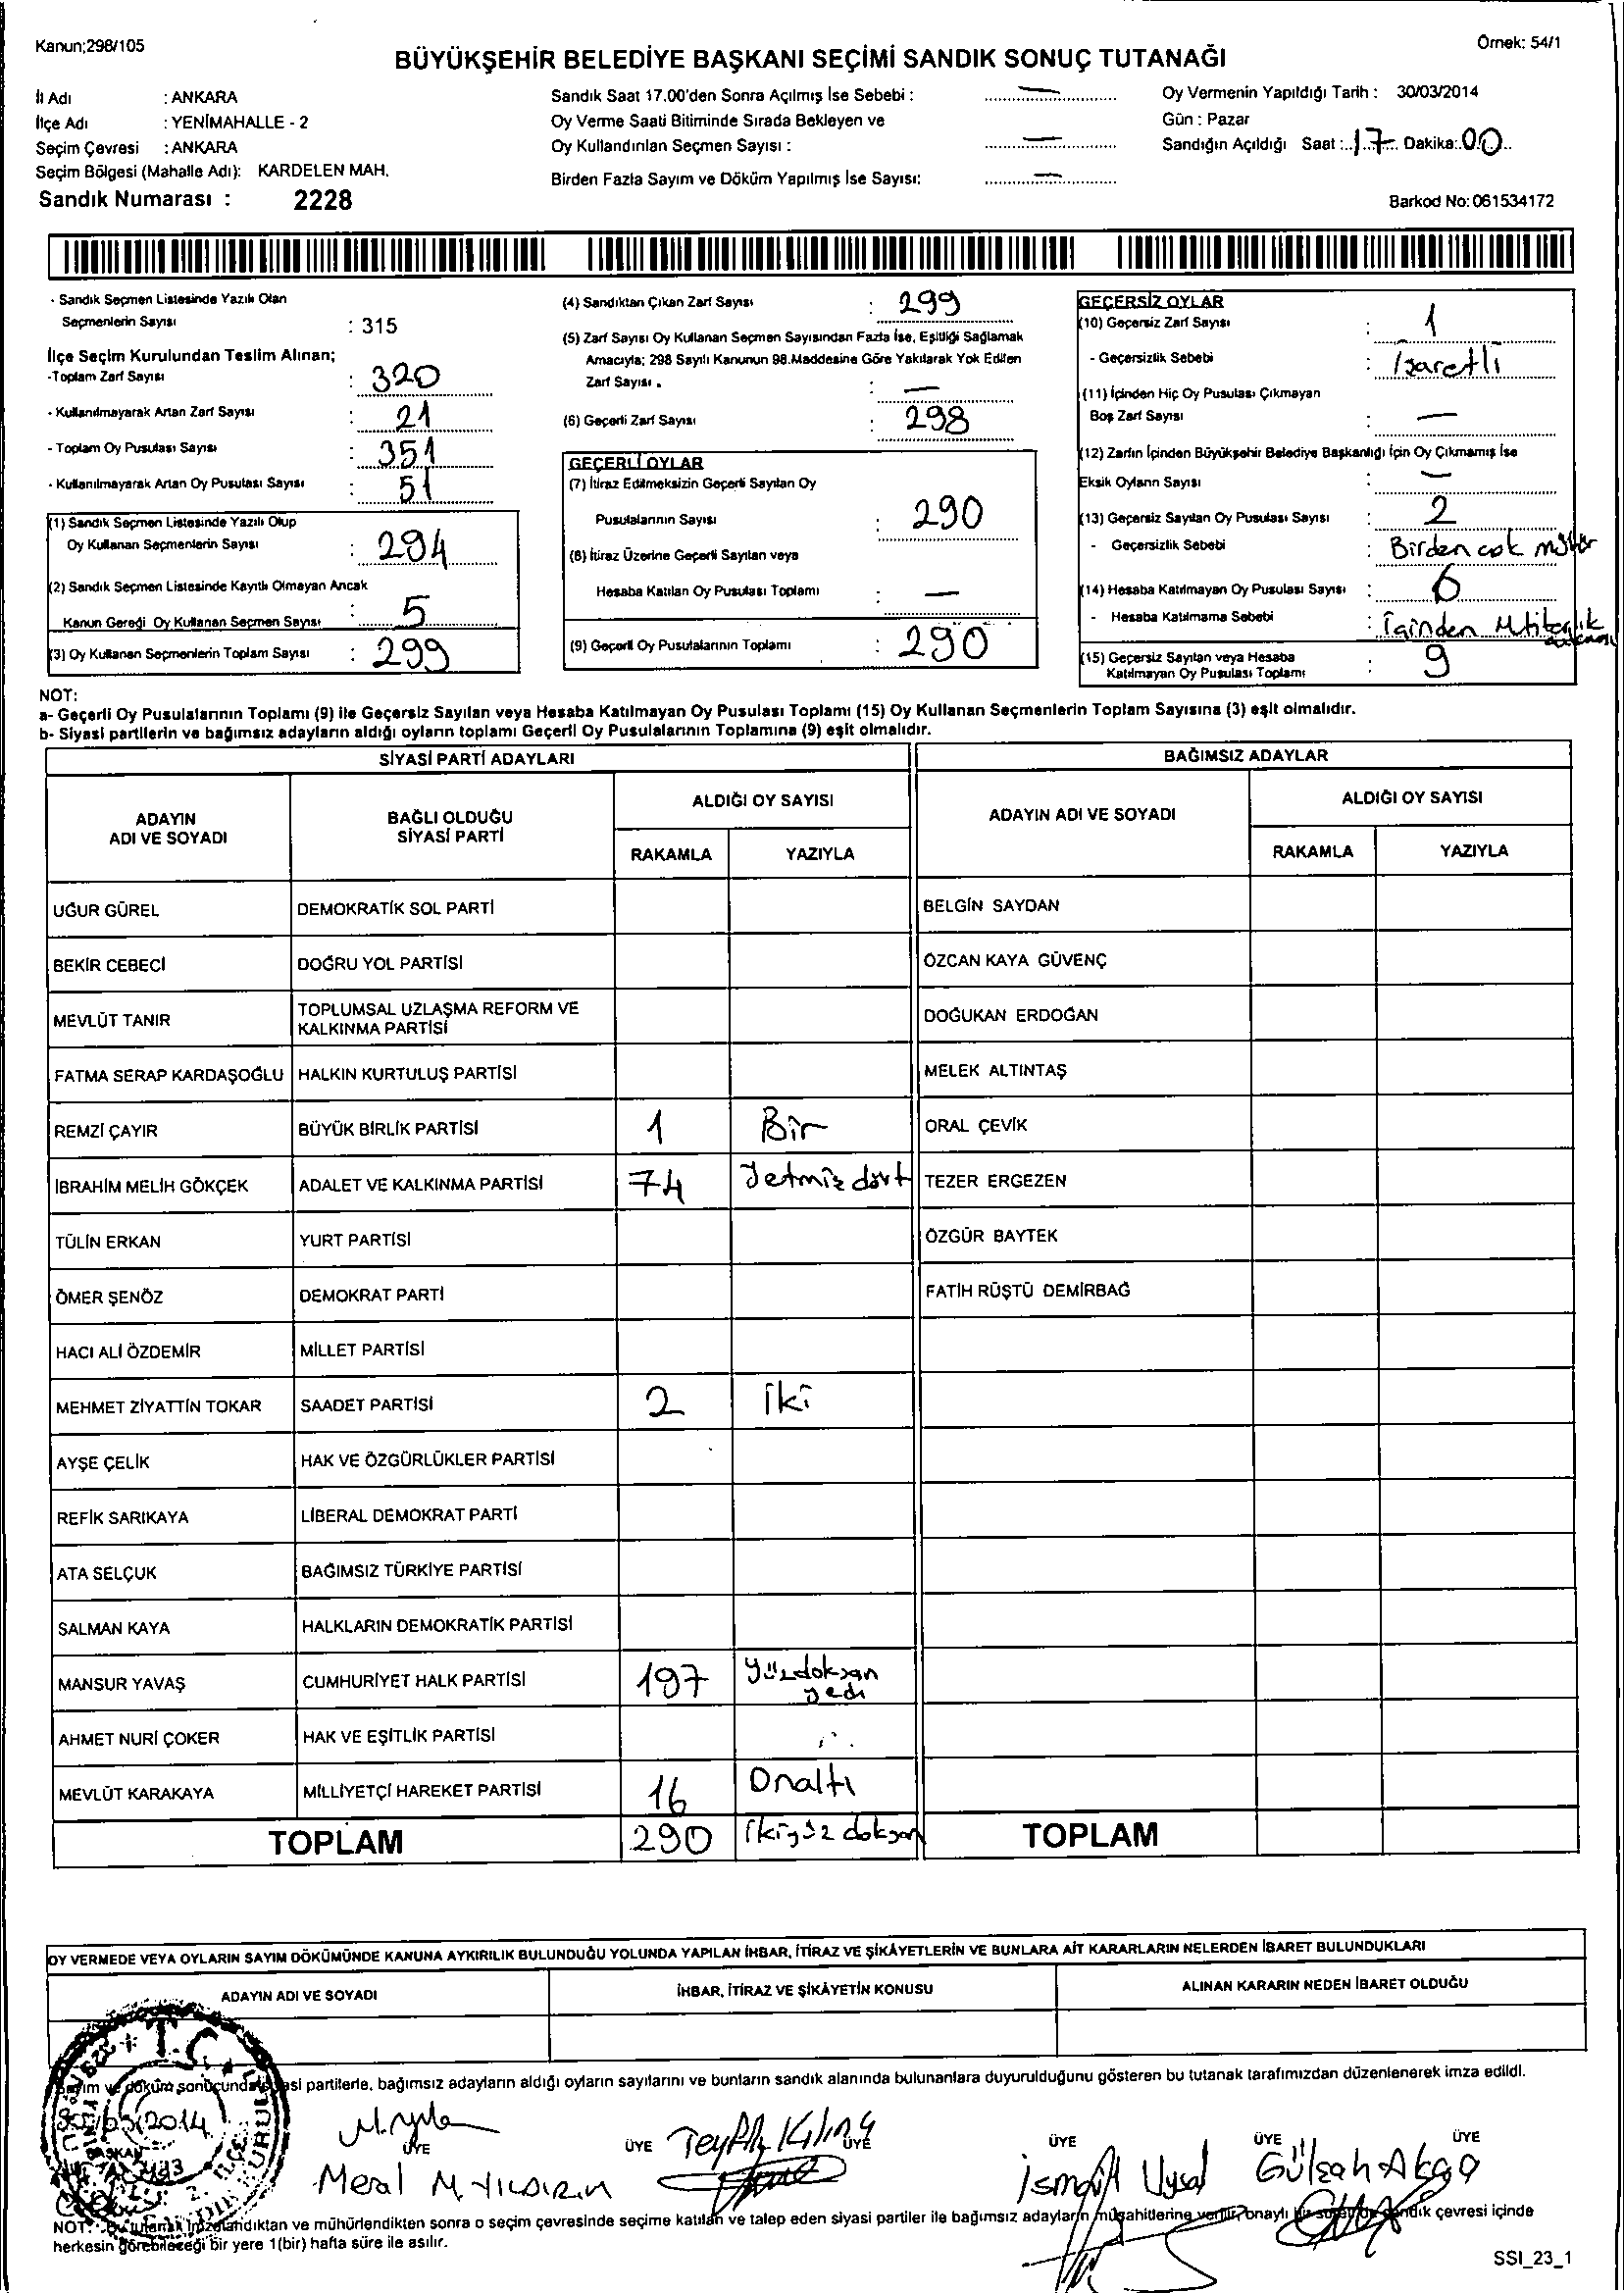 Kanun;298/105
Örnek: 54/1
BÜYÜKŞEHİR BELEDİYE BAŞKANI SEÇİMİ SANDIK SONUÇ TUTANAĞI
İl Adı : ANKARA
İlçe Adı : YENİMAHALLE - 2
Seçim Çevresi : ANKARA
Seçim Bölgesi (Mahalle Adı): KARDELEN MAH.
Sandık Numarası : 2228
Sandık Saat 17.00'den Sonra Açılmış İse Sebebi : —
Oy Verme Saati Bitiminde Sırada Bekleyen ve
Oy Kullandırılan Seçmen Sayısı : —
Birden Fazla Sayım ve Döküm Yapılmış İse Sayısı: —
Oy Vermenin Yapıldığı Tarih : 30/03/2014
Gün : Pazar
Sandığın Açıldığı Saat : 17 Dakika: 00
Barkod No: 061534172
- Sandık Seçmen Listesinde Yazılı Olan
Seçmenlerin Sayısı : 315
İlçe Seçim Kurulundan Teslim Alınan;
-Toplam Zarf Sayısı : 320
- Kullanılmayarak Artan Zarf Sayısı : 21
- Toplam Oy Pusulası Sayısı : 351
- Kullanılmayarak Artan Oy Pusulası Sayısı : 51
(1) Sandık Seçmen Listesinde Yazılı Olup
Oy Kullanan Seçmenlerin Sayısı : 294
(2) Sandık Seçmen Listesinde Kayıtlı Olmayan Ancak
Kanun Gereği Oy Kullanan Seçmen Sayısı : 5
(3) Oy Kullanan Seçmenlerin Toplam Sayısı : 299
(4) Sandıktan Çıkan Zarf Sayısı : 299
(5) Zarf Sayısı Oy Kullanan Seçmen Sayısından Fazla İse, Eşitliği Sağlamak
Amacıyla; 298 Sayılı Kanunun 98.Maddesine Göre Yakılarak Yok Edilen
Zarf Sayısı . : —
(6) Geçerli Zarf Sayısı : 298
GEÇERLİ OYLAR
(7) İtiraz Edilmeksizin Geçerli Sayılan Oy
Pusulalarının Sayısı : 290
(8) İtiraz Üzerine Geçerli Sayılan veya
Hesaba Katılan Oy Pusulası Toplamı : —
(9) Geçerli Oy Pusulalarının Toplamı : 290
GEÇERSİZ OYLAR
(10) Geçersiz Zarf Sayısı : 1
- Geçersizlik Sebebi : İşaretli
(11) İçinden Hiç Oy Pusulası Çıkmayan
Boş Zarf Sayısı : —
(12) Zarfın İçinden Büyükşehir Belediye Başkanlığı İçin Oy Çıkmamış İse
Eksik Oyların Sayısı : —
(13) Geçersiz Sayılan Oy Pusulası Sayısı : 2
- Geçersizlik Sebebi : Birden çok mühür
(14) Hesaba Katılmayan Oy Pusulası Sayısı : 6
- Hesaba Katılmama Sebebi : İçinden
(15) Geçersiz Sayılan veya Hesaba
Katılmayan Oy Pusulası Toplamı : 9
NOT:
a- Geçerli Oy Pusulalarının Toplamı (9) ile Geçersiz Sayılan veya Hesaba Katılmayan Oy Pusulası Toplamı (15) Oy Kullanan Seçmenlerin Toplam Sayısına (3) eşit olmalıdır.
b- Siyasi partilerin ve bağımsız adayların aldığı oyların toplamı Geçerli Oy Pusulalarının Toplamına (9) eşit olmalıdır.
SİYASİ PARTİ ADAYLARI
BAĞIMSIZ ADAYLAR
ADAYIN ADI VE SOYADI
BAĞLI OLDUĞU SİYASİ PARTİ
ALDIĞI OY SAYISI
RAKAMLA YAZIYLA
ADAYIN ADI VE SOYADI
ALDIĞI OY SAYISI
RAKAMLA YAZIYLA
UĞUR GÜREL DEMOKRATİK SOL PARTİ BELGİN SAYDAN
BEKİR CEBECİ DOĞRU YOL PARTİSİ ÖZCAN KAYA GÜVENÇ
MEVLÜT TANIR TOPLUMSAL UZLAŞMA REFORM VE KALKINMA PARTİSİ DOĞUKAN ERDOĞAN
FATMA SERAP KARDAŞOĞLU HALKIN KURTULUŞ PARTİSİ MELEK ALTINTAŞ
REMZİ ÇAYIR BÜYÜK BİRLİK PARTİSİ 1 Bir ORAL ÇEVİK
İBRAHİM MELİH GÖKÇEK ADALET VE KALKINMA PARTİSİ 74 Yetmiş dört TEZER ERGEZEN
TÜLİN ERKAN YURT PARTİSİ ÖZGÜR BAYTEK
ÖMER ŞENÖZ DEMOKRAT PARTİ FATİH RÜŞTÜ DEMİRBAĞ
HACI ALİ ÖZDEMİR MİLLET PARTİSİ
MEHMET ZİYATTİN TOKAR SAADET PARTİSİ 2 İki
AYŞE ÇELİK HAK VE ÖZGÜRLÜKLER PARTİSİ
REFİK SARIKAYA LİBERAL DEMOKRAT PARTİ
ATA SELÇUK BAĞIMSIZ TÜRKİYE PARTİSİ
SALMAN KAYA HALKLARIN DEMOKRATİK PARTİSİ
MANSUR YAVAŞ CUMHURİYET HALK PARTİSİ 197 Yüzdoksan yedi
AHMET NURİ ÇOKER HAK VE EŞİTLİK PARTİSİ
MEVLÜT KARAKAYA MİLLİYETÇİ HAREKET PARTİSİ 16 Onaltı
TOPLAM 290 İkiyüz doksan TOPLAM
OY VERMEDE VEYA OYLARIN SAYIM DÖKÜMÜNDE KANUNA AYKIRILIK BULUNDUĞU YOLUNDA YAPILAN İHBAR, İTİRAZ VE ŞİKÂYETLERİN VE BUNLARA AİT KARARLARIN NELERDEN İBARET BULUNDUKLARI
ADAYIN ADI VE SOYADI İHBAR, İTİRAZ VE ŞİKÂYETİN KONUSU ALINAN KARARIN NEDEN İBARET OLDUĞU
T.C.
Sayım ve döküm sonucunda siyasi partilerle, bağımsız adayların aldığı oyların sayılarını ve bunların sandık alanında bulunanlara duyurulduğunu gösteren bu tutanak tarafımızdan düzenlenerek imza edildi.
30/03/2014
BAŞKAN
ÜYE ÜYE ÜYE ÜYE ÜYE ÜYE
Meral M. YILDIRIM
Tevfik Kılınç
İsmail Uysal
Gülşah Akça
NOT: Bu tutanak imzalandıktan ve mühürlendikten sonra o seçim çevresinde seçime katılan ve talep eden siyasi partiler ile bağımsız adayların müşahitlerine verilir, onaylı bir sureti de sandık çevresi içinde
herkesin görebileceği bir yere 1(bir) hafta süre ile asılır.
SSI_23_1